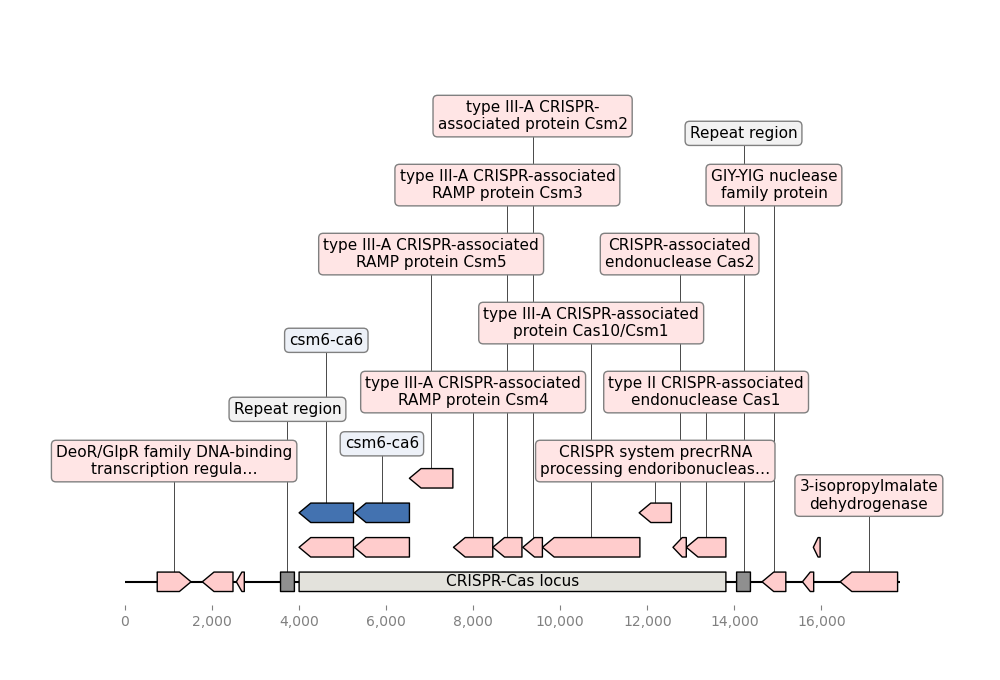 type III-A CRISPR-
associated protein Csm2
Repeat region
type III-A CRISPR-associated
RAMP protein Csm3
GIY-YIG nuclease
family protein
type III-A CRISPR-associated
RAMP protein Csm5
CRISPR-associated
endonuclease Cas2
type III-A CRISPR-associated
protein Cas10/Csm1
csm6-ca6
type III-A CRISPR-associated
RAMP protein Csm4
type II CRISPR-associated
endonuclease Cas1
Repeat region
csm6-ca6
DeoR/GlpR family DNA-binding
transcription regula...
CRISPR system precrRNA
processing endoribonucleas...
3-isopropylmalate
dehydrogenase
CRISPR-Cas locus
0 2,000 4,000 6,000 8,000 10,000 12,000 14,000 16,000